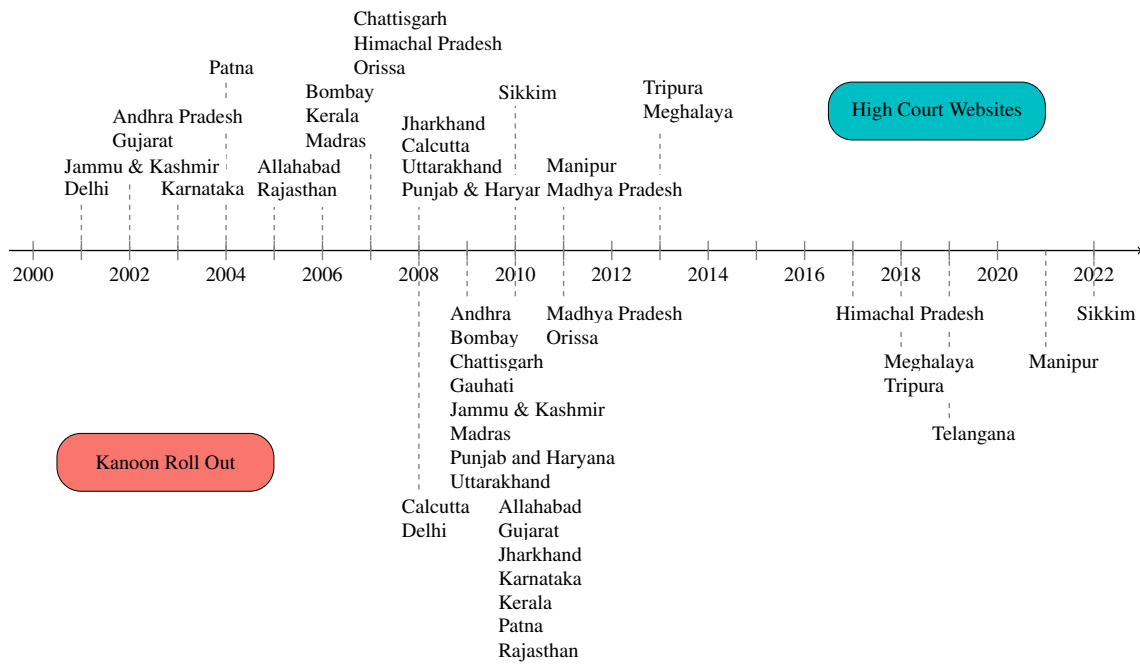 Chattisgarh
Himachal Pradesh
Orissa
Patna
Bombay
Kerala
Madras
Sikkim
Tripura
Meghalaya
High Court Websites
Andhra Pradesh
Gujarat
Jharkhand
Calcutta
Uttarakhand
Punjab & Haryan
Jammu & Kashmir
Delhi
Karnataka
Allahabad
Rajasthan
Manipur
Madhya Pradesh
2000 2002 2004 2006 2008 2010 2012 2014 2016 2018 2020 2022
Andhra
Bombay
Chattisgarh
Gauhati
Jammu & Kashmir
Madras
Punjab and Haryana
Uttarakhand
Madhya Pradesh
Orissa
Himachal Pradesh
Sikkim
Meghalaya
Tripura
Manipur
Telangana
Kanoon Roll Out
Calcutta
Delhi
Allahabad
Gujarat
Jharkhand
Karnataka
Kerala
Patna
Rajasthan